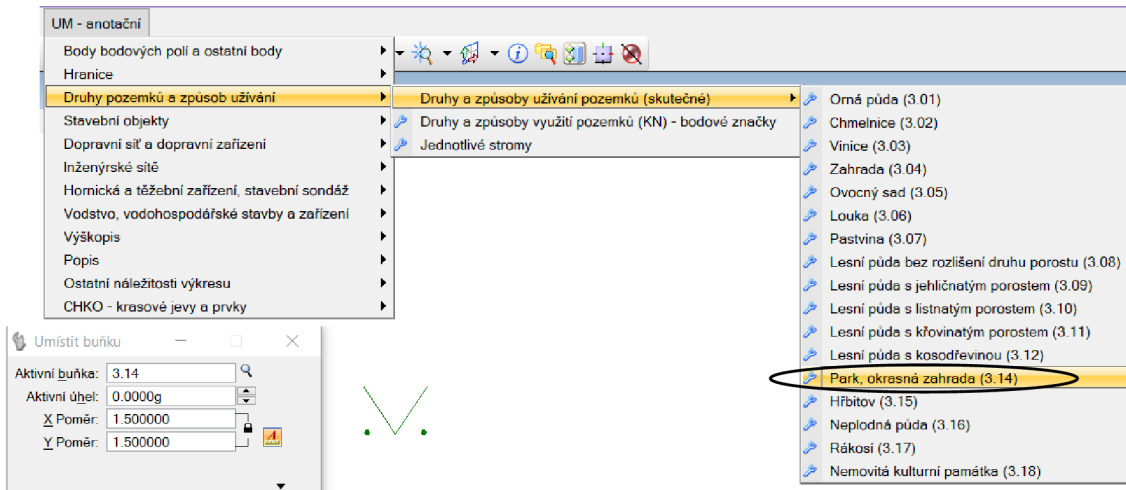 UM - anotační
Body bodových polí a ostatní body
Hranice
Druhy pozemků a způsob užívání
Stavební objekty
Dopravní síť a dopravní zařízení
Inženýrské sítě
Hornická a těžební zařízení, stavební sondáž
Vodstvo, vodohospodářské stavby a zařízení
Výškopis
Popis
Ostatní náležitosti výkresu
CHKO - krasové jevy a prvky
Druhy a způsoby užívání pozemků (skutečné)
Druhy a způsoby využití pozemků (KN) - bodové značky
Jednotlivé stromy
Orná půda (3.01)
Chmelnice (3.02)
Vinice (3.03)
Zahrada (3.04)
Ovocný sad (3.05)
Louka (3.06)
Pastvina (3.07)
Lesní půda bez rozlišení druhu porostu (3.08)
Lesní půda s jehličnatým porostem (3.09)
Lesní půda s listnatým porostem (3.10)
Lesní půda s křovinatým porostem (3.11)
Lesní půda s kosodřevinou (3.12)
Park, okrasná zahrada (3.14)
Hřbitov (3.15)
Neplodná půda (3.16)
Rákosí (3.17)
Nemovitá kulturní památka (3.18)
Umístit buňku
Aktivní buňka: 3.14
Aktivní úhel: 0.0000g
X Poměr: 1.500000
Y Poměr: 1.500000